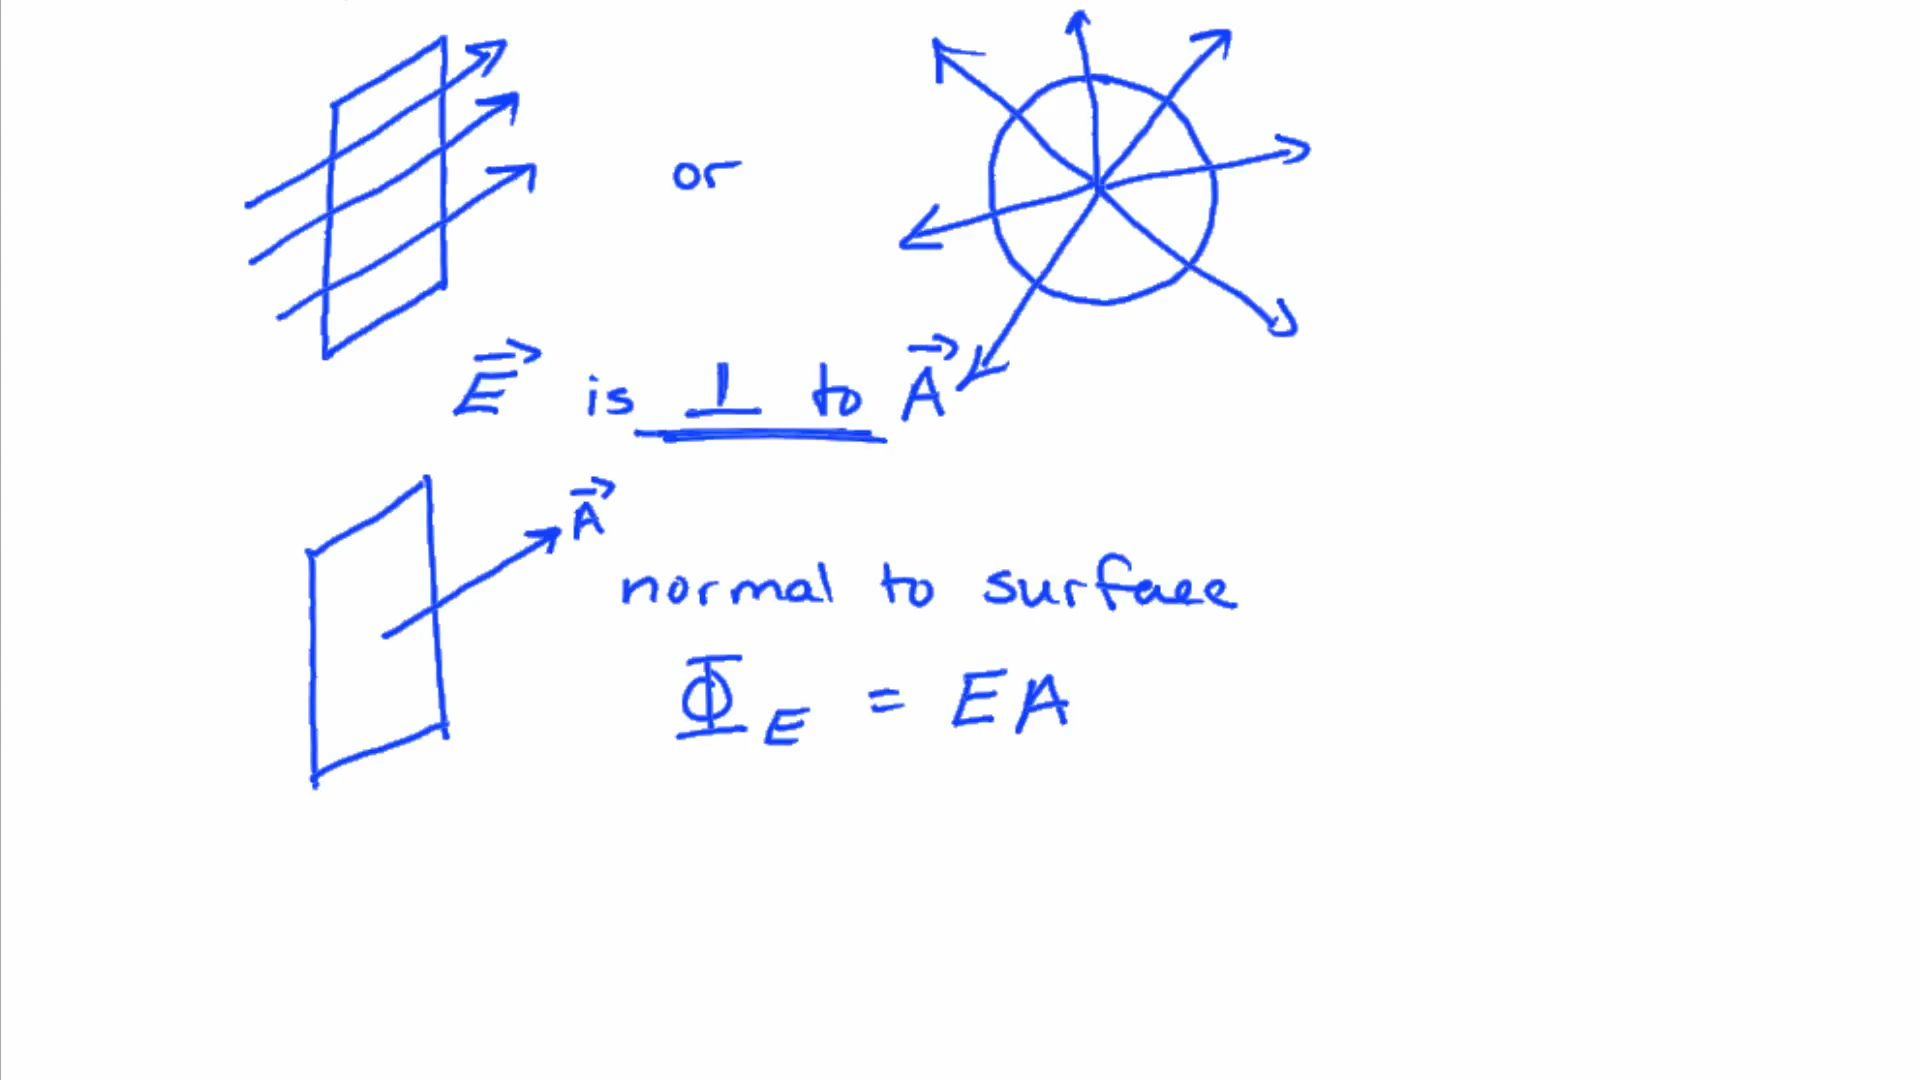 or
E⃗ is ⊥ to A⃗
A⃗
normal to surface
Φ_E = EA